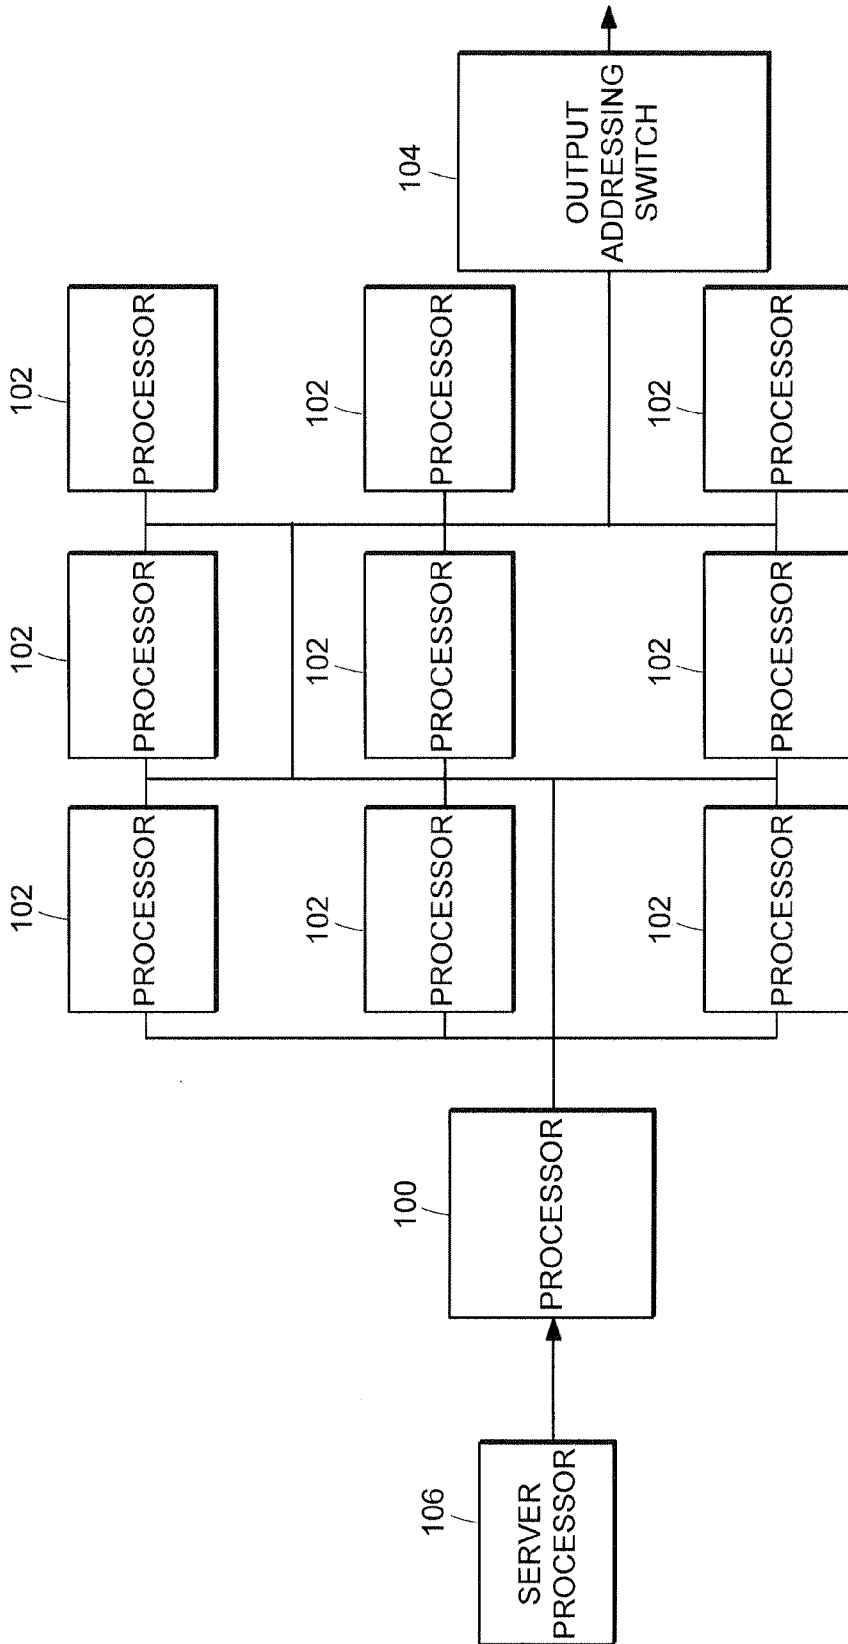 102
102
102
PROCESSOR
PROCESSOR
PROCESSOR
104
OUTPUT
ADDRESSING
SWITCH
106
SERVER
PROCESSOR
100
PROCESSOR
102
102
102
PROCESSOR
PROCESSOR
PROCESSOR
102
102
102
PROCESSOR
PROCESSOR
PROCESSOR